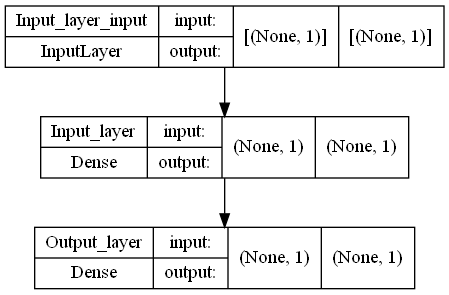 Input_layer_input input: [(None, 1)] [(None, 1)]
InputLayer output:
Input_layer input: (None, 1) (None, 1)
Dense output:
Output_layer input: (None, 1) (None, 1)
Dense output: